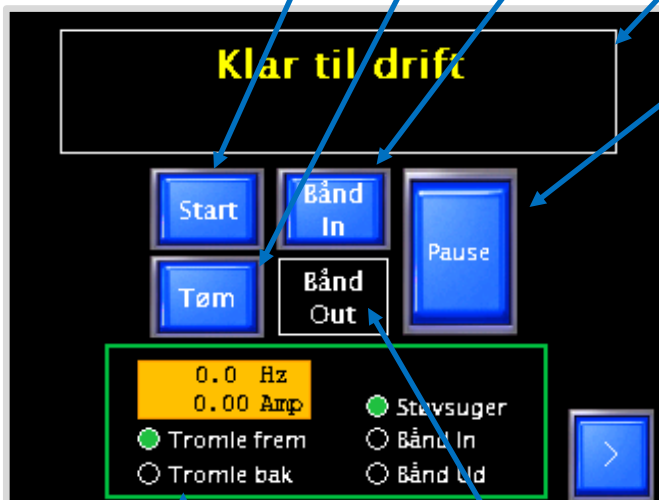 Klar til drift
Start
Bånd
In
Pause
Tøm
Bånd
Out
0.0 Hz
0.00 Amp
Støvsuger
Tromle frem
Bånd In
Tromle bak
Bånd Ud
>